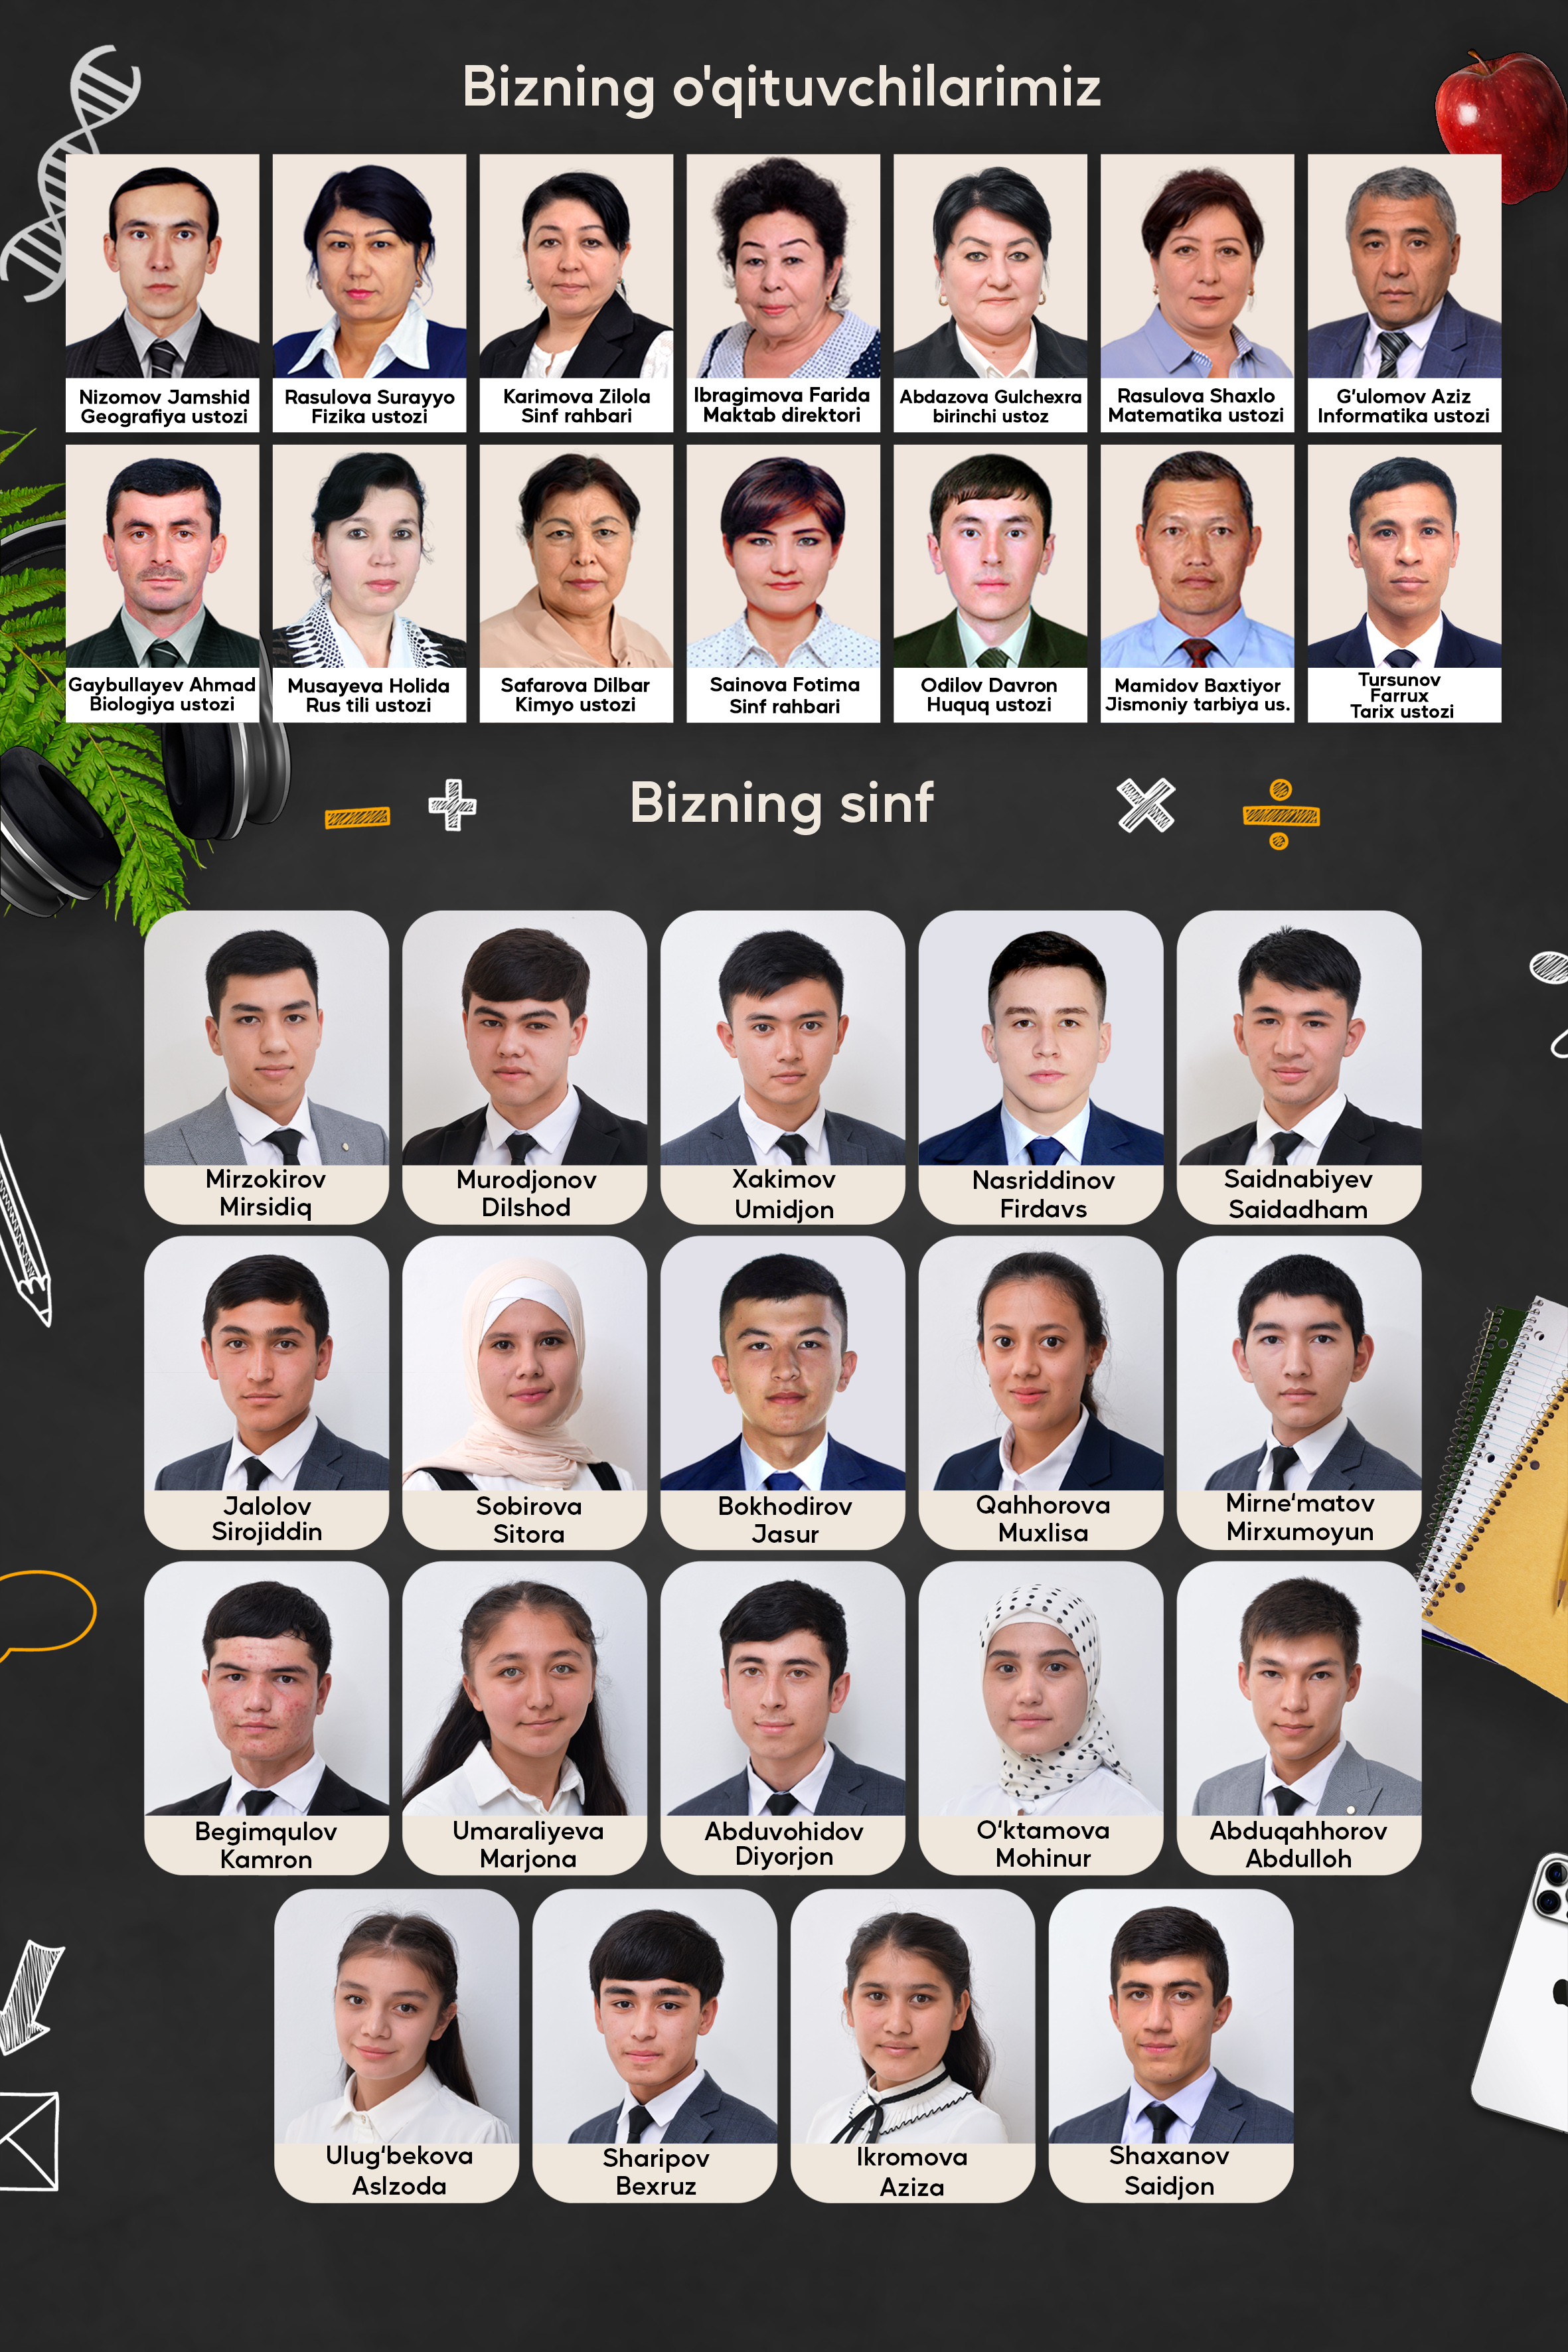 Bizning o'qituvchilarimiz
Nizomov Jamshid
Geografiya ustozi
Rasulova Surayyo
Fizika ustozi
Karimova Zilola
Sinf rahbari
Ibragimova Farida
Maktab direktori
Abdazova Gulchexra
birinchi ustoz
Rasulova Shaxlo
Matematika ustozi
G'ulomov Aziz
Informatika ustozi
Gaybullayev Ahmad
Biologiya ustozi
Musayeva Holida
Rus tili ustozi
Safarova Dilbar
Kimyo ustozi
Sainova Fotima
Sinf rahbari
Odilov Davron
Huquq ustozi
Mamidov Baxtiyor
Jismoniy tarbiya us.
Tursunov
Farrux
Tarix ustozi
Bizning sinf
Mirzokirov
Mirsidiq
Murodjonov
Dilshod
Xakimov
Umidjon
Nasriddinov
Firdavs
Saidnabiyev
Saidadham
Jalolov
Sirojiddin
Sobirova
Sitora
Bokhodirov
Jasur
Qahhorova
Muxlisa
Mirne‘matov
Mirxumoyun
Begimqulov
Kamron
Umaraliyeva
Marjona
Abduvohidov
Diyorjon
O‘ktamova
Mohinur
Abduqahhorov
Abdulloh
Ulug‘bekova
Aslzoda
Sharipov
Bexruz
Ikromova
Aziza
Shaxanov
Saidjon